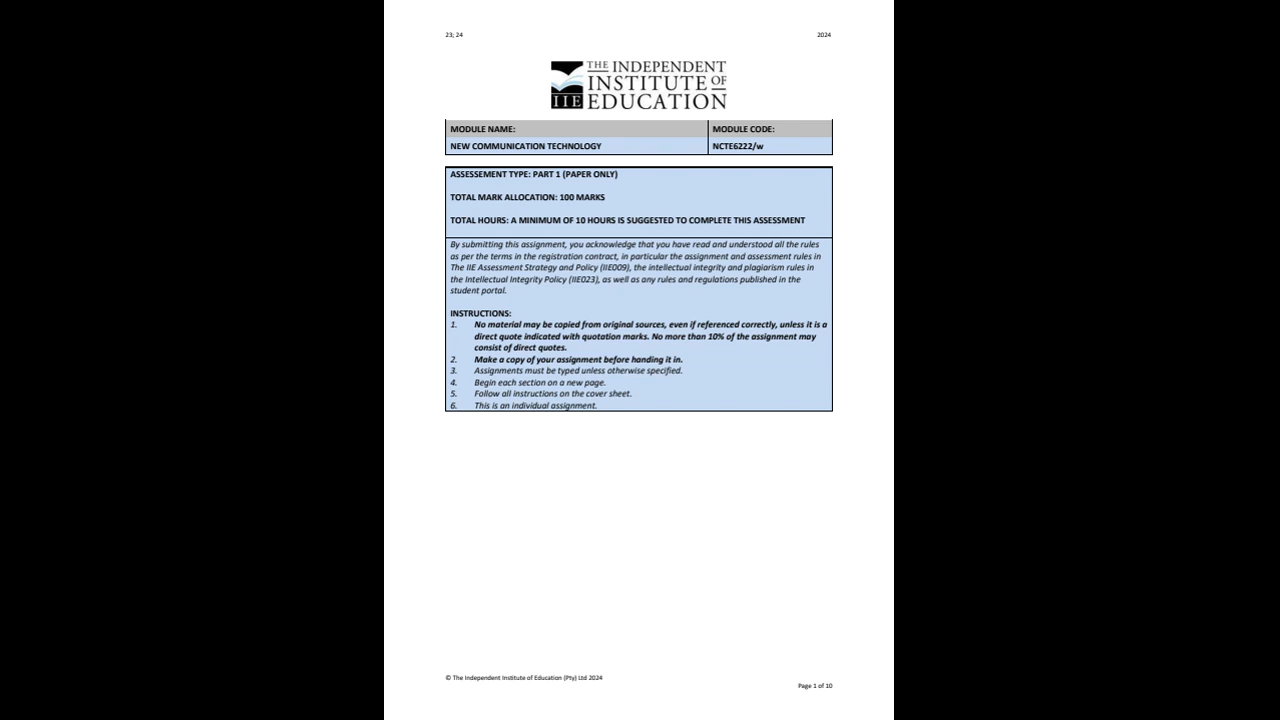 23; 24 2024
THE INDEPENDENT
INSTITUTE OF
IIE EDUCATION
MODULE NAME: MODULE CODE:
NEW COMMUNICATION TECHNOLOGY NCTE6222/w
ASSESSEMENT TYPE: PART 1 (PAPER ONLY)
TOTAL MARK ALLOCATION: 100 MARKS
TOTAL HOURS: A MINIMUM OF 10 HOURS IS SUGGESTED TO COMPLETE THIS ASSESSMENT
By submitting this assignment, you acknowledge that you have read and understood all the rules
as per the terms in the registration contract, in particular the assignment and assessment rules in
The IIE Assessment Strategy and Policy (IIE009), the intellectual integrity and plagiarism rules in
the Intellectual Integrity Policy (IIE023), as well as any rules and regulations published in the
student portal.
INSTRUCTIONS:
1. No material may be copied from original sources, even if referenced correctly, unless it is a
direct quote indicated with quotation marks. No more than 10% of the assignment may
consist of direct quotes.
2. Make a copy of your assignment before handing it in.
3. Assignments must be typed unless otherwise specified.
4. Begin each section on a new page.
5. Follow all instructions on the cover sheet.
6. This is an individual assignment.
© The Independent Institute of Education (Pty) Ltd 2024
Page 1 of 10